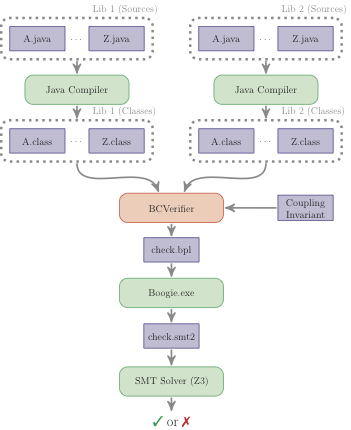 Lib 1 (Sources)
Lib 2 (Sources)
A.java ... Z.java
A.java ... Z.java
Java Compiler
Java Compiler
Lib 1 (Classes)
Lib 2 (Classes)
A.class ... Z.class
A.class ... Z.class
BCVerifier
Coupling
Invariant
check.bpl
Boogie.exe
check.smt2
SMT Solver (Z3)
✓ or ✗